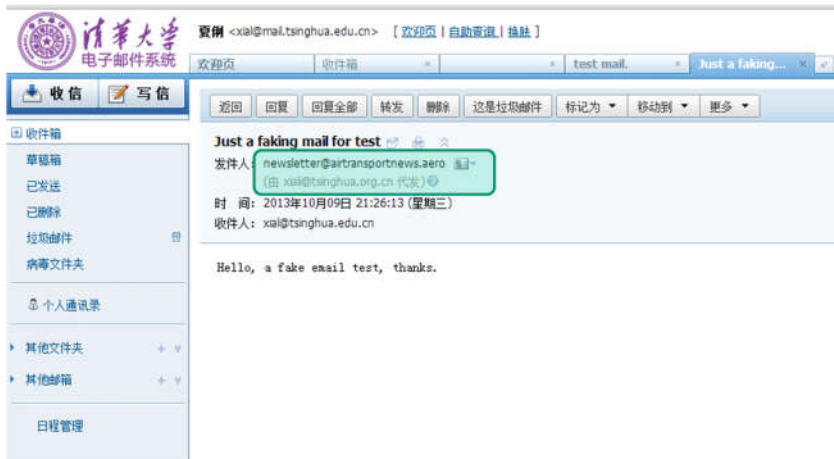 清华大学
电子邮件系统
夏俐 <xial@mail.tsinghua.edu.cn> [ 欢迎页 | 自助查询 | 换肤 ]
欢迎页 收件箱 test mail. Just a faking...
收信 写信
返回 回复 回复全部 转发 删除 这是垃圾邮件 标记为 移动到 更多
收件箱
草稿箱
已发送
已删除
垃圾邮件
病毒文件夹
个人通讯录
其他文件夹
其他邮箱
日程管理
Just a faking mail for test
发件人: newsletter@airtransportnews.aero
(由 xiali@tsinghua.org.cn 代发)
时 间: 2013年10月09日 21:26:13 (星期三)
收件人: xial@tsinghua.edu.cn
Hello, a fake email test, thanks.